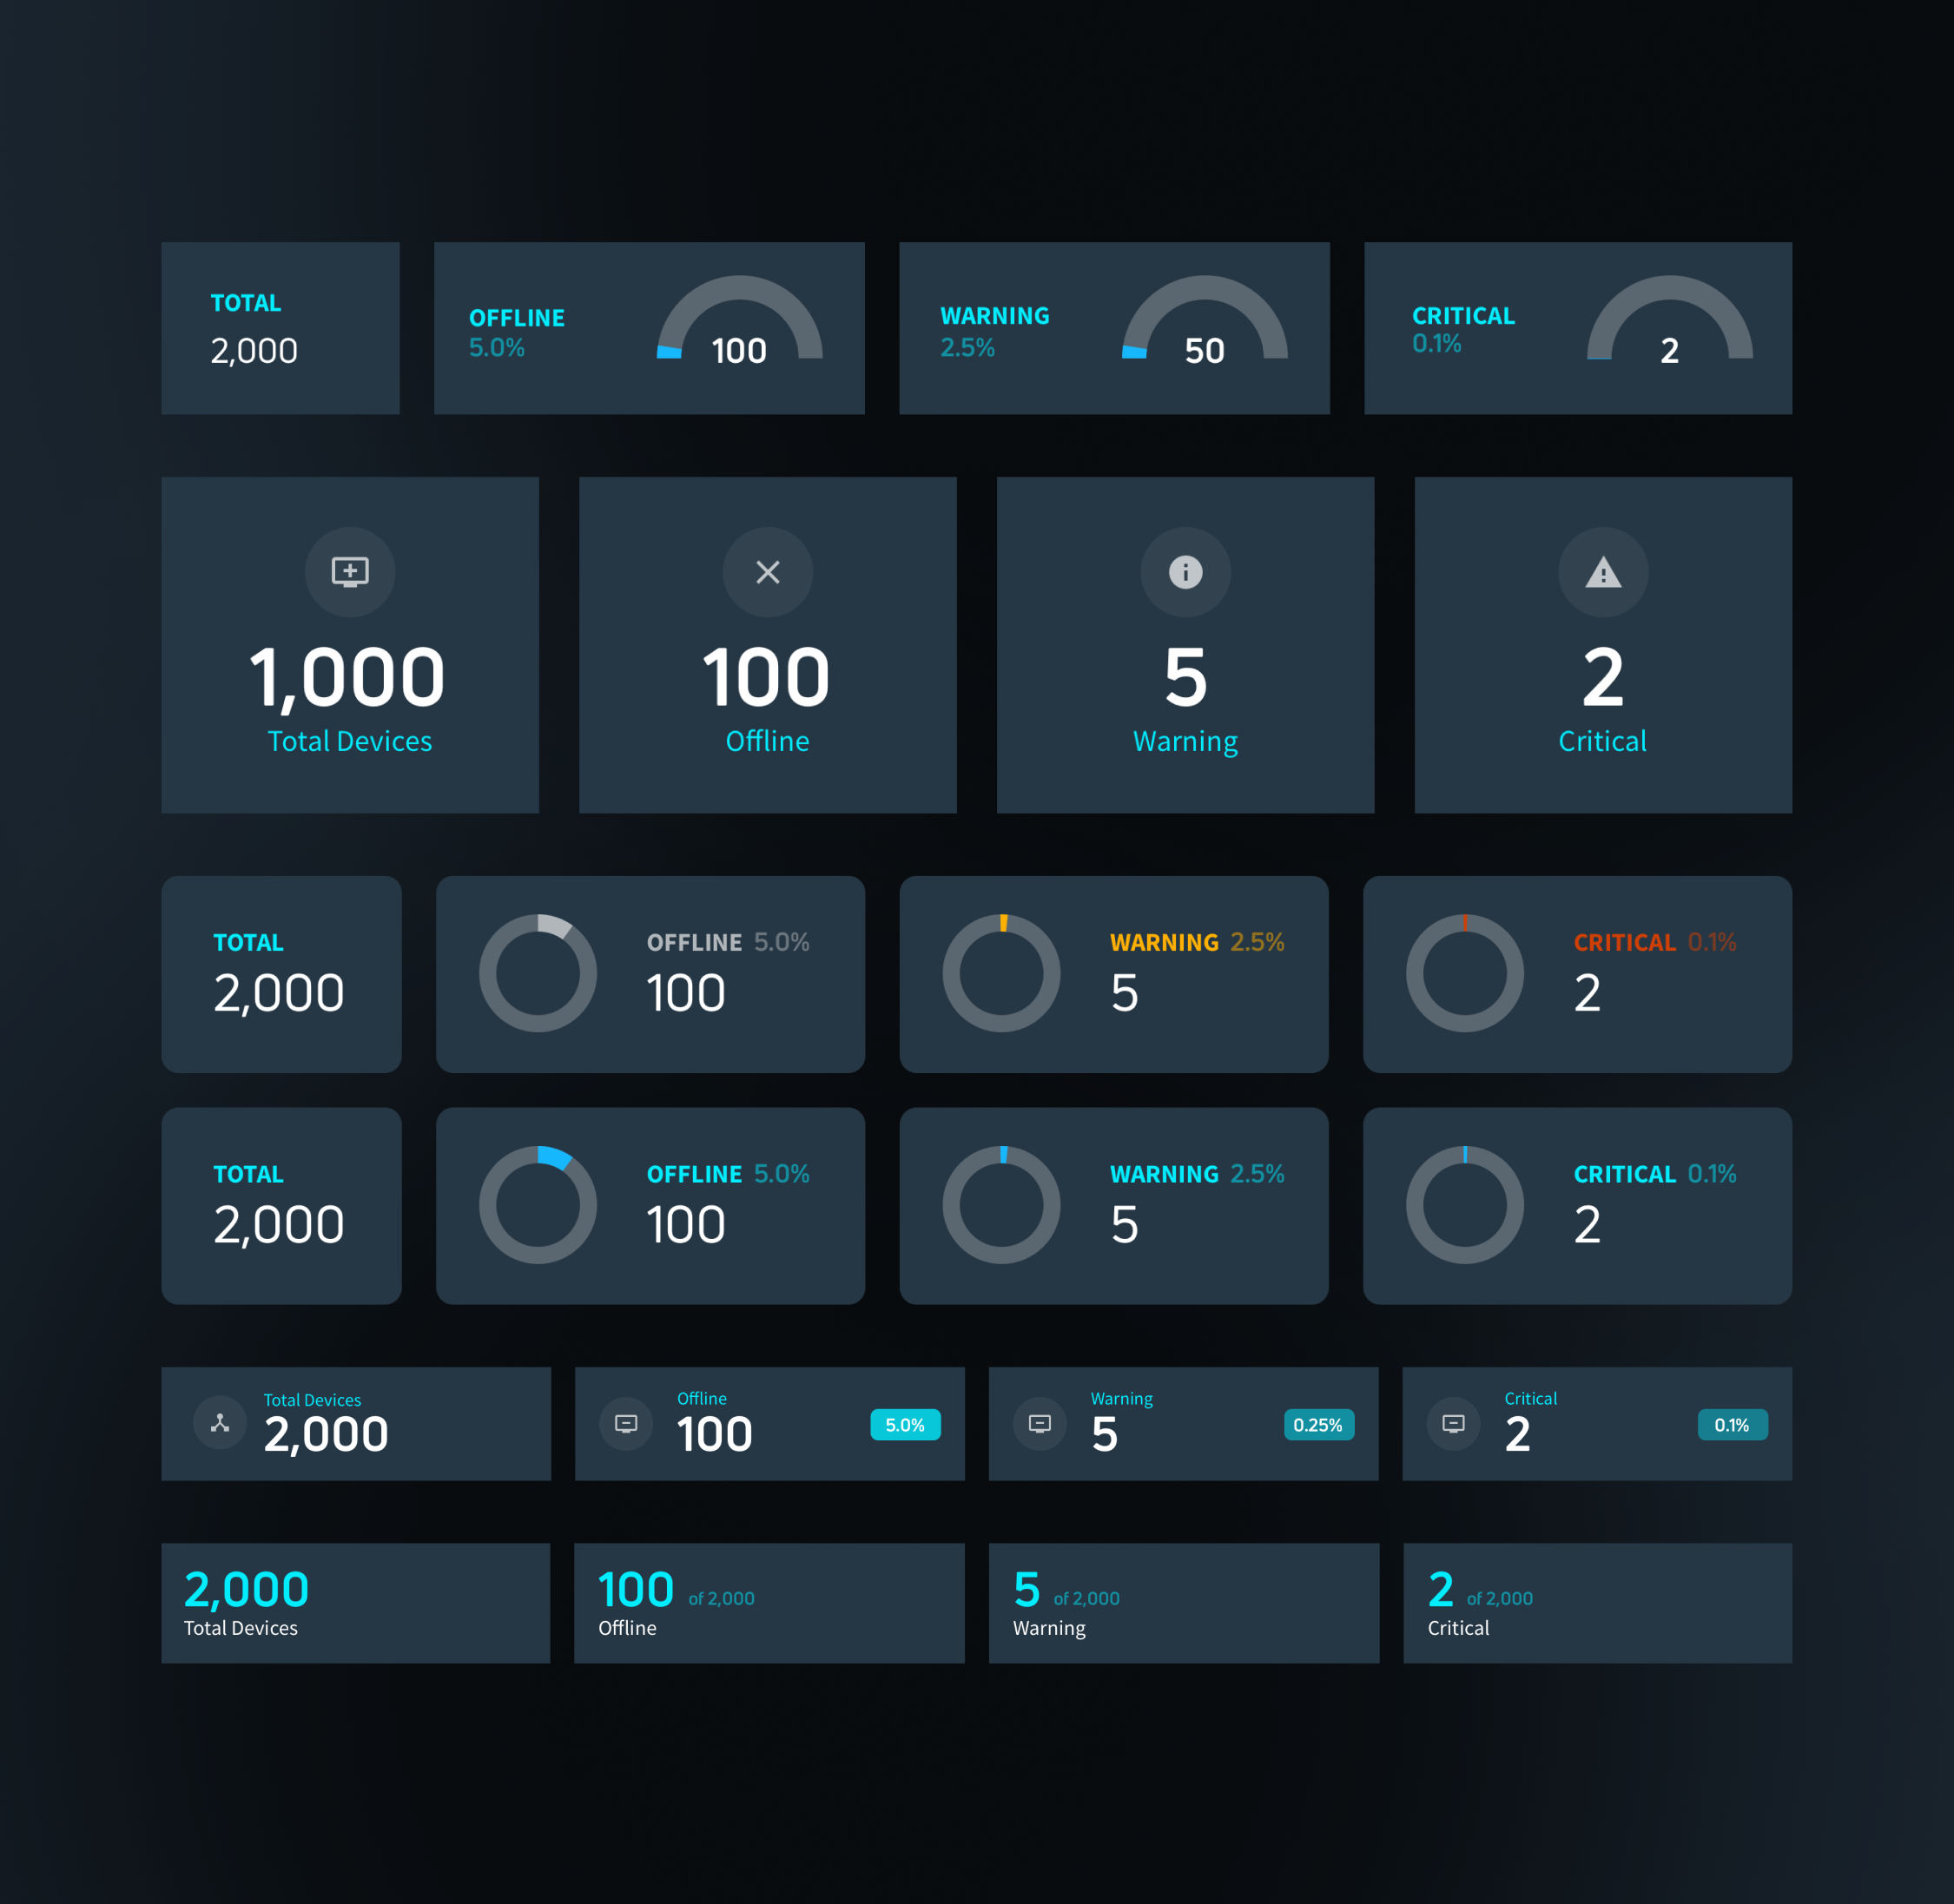 TOTAL
2,000
OFFLINE
5.0%
100
WARNING
2.5%
50
CRITICAL
0.1%
2
1,000
Total Devices
100
Offline
5
Warning
2
Critical
TOTAL
2,000
OFFLINE 5.0%
100
WARNING 2.5%
5
CRITICAL 0.1%
2
TOTAL
2,000
OFFLINE 5.0%
100
WARNING 2.5%
5
CRITICAL 0.1%
2
Total Devices
2,000
Offline
100
5.0%
Warning
5
0.25%
Critical
2
0.1%
2,000
Total Devices
100 of 2,000
Offline
5 of 2,000
Warning
2 of 2,000
Critical